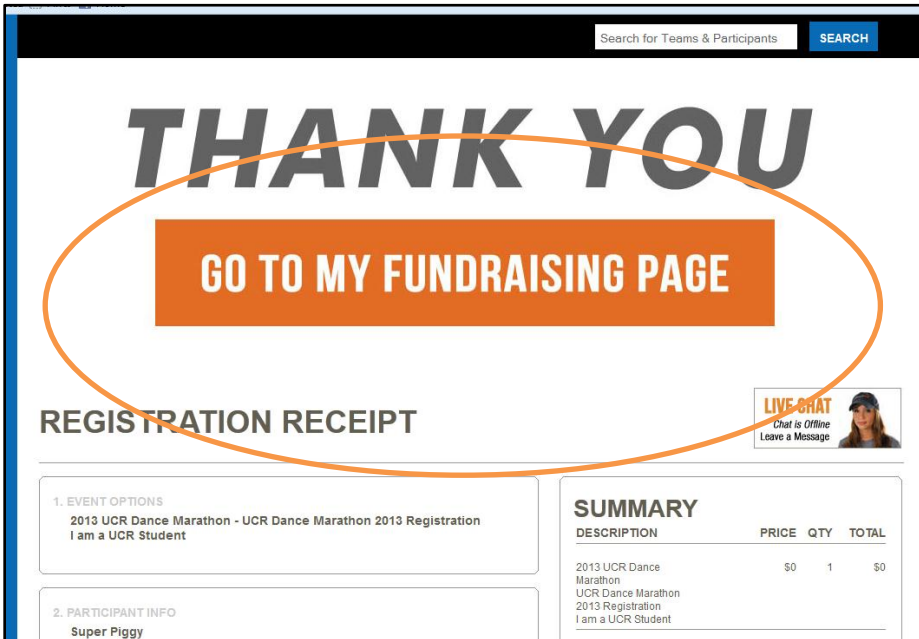 Search for Teams & Participants
SEARCH
THANK YOU
GO TO MY FUNDRAISING PAGE
REGISTRATION RECEIPT
LIVE CHAT
Chat is Offline
Leave a Message
1. EVENT OPTIONS
2013 UCR Dance Marathon - UCR Dance Marathon 2013 Registration
I am a UCR Student
2. PARTICIPANT INFO
Super Piggy
SUMMARY
DESCRIPTION PRICE QTY TOTAL
2013 UCR Dance $0 1 $0
Marathon
UCR Dance Marathon
2013 Registration
I am a UCR Student